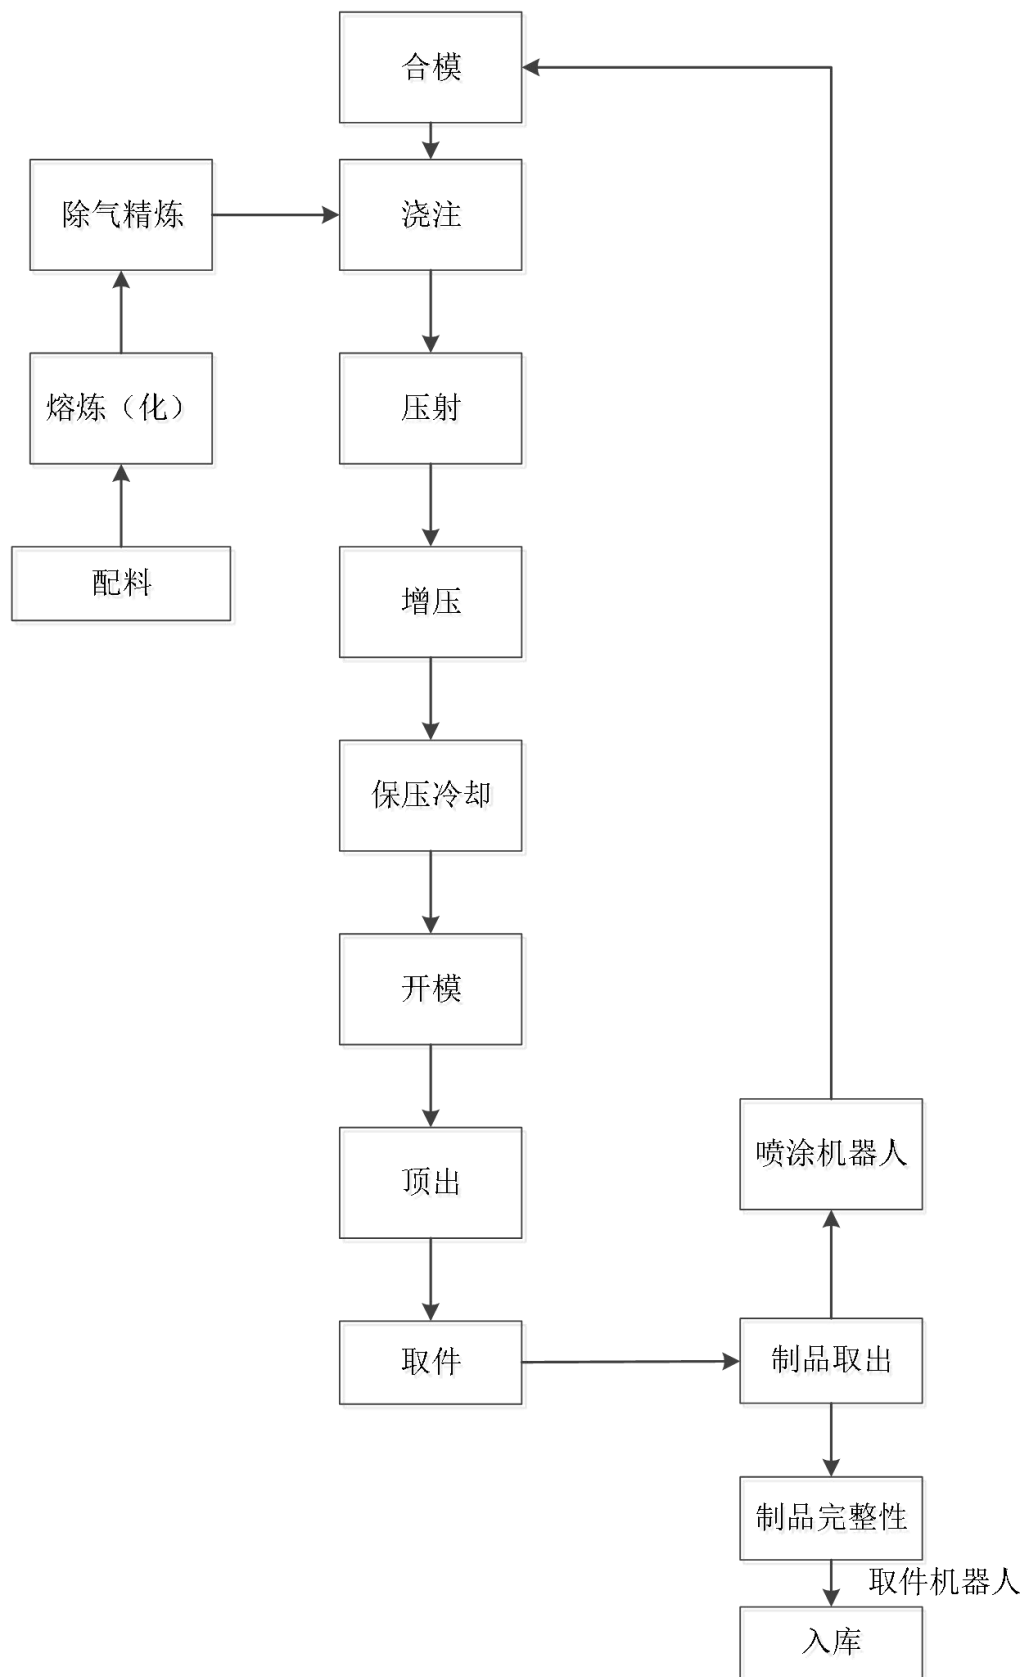 合模
除气精炼
浇注
熔炼（化）
压射
配料
增压
保压冷却
开模
喷涂机器人
顶出
取件
制品取出
制品完整性
取件机器人
入库